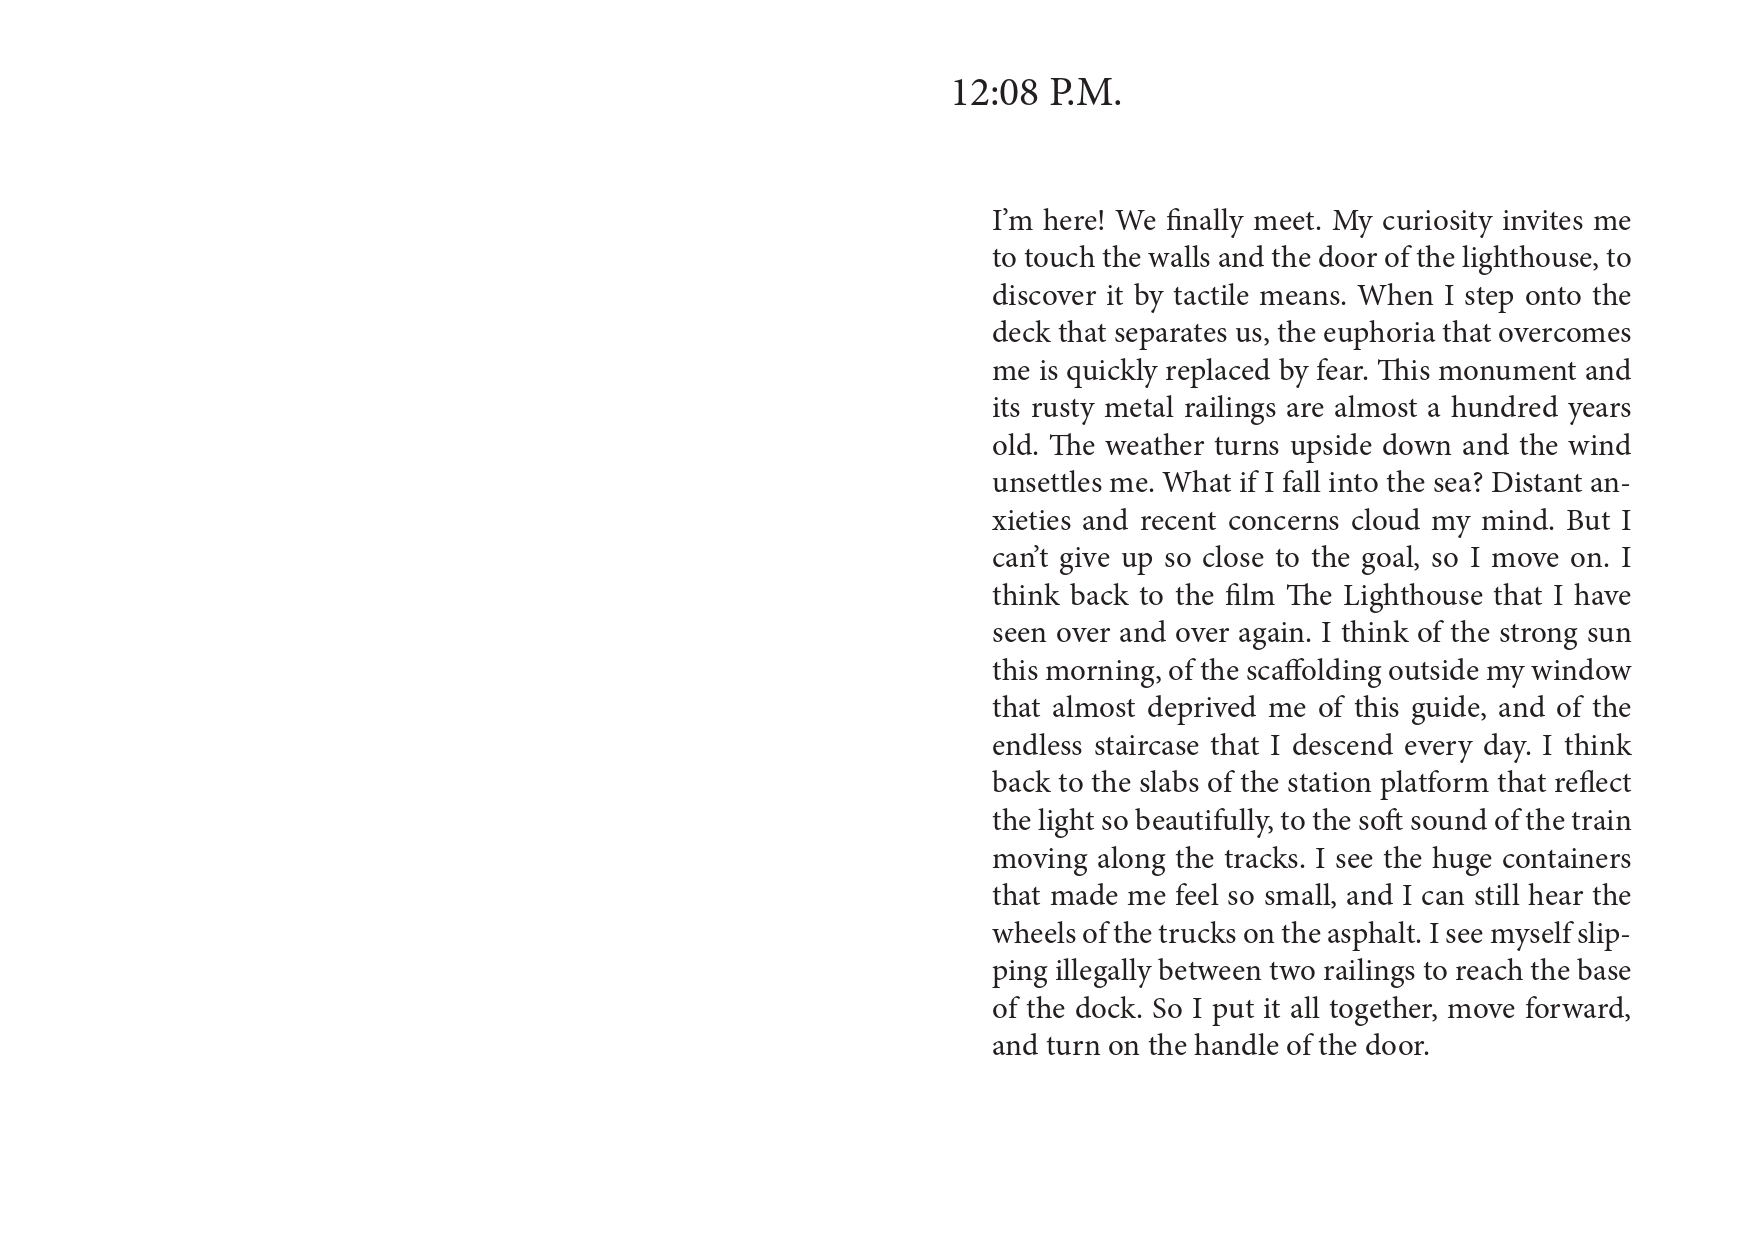 12:08 P.M.
I’m here! We finally meet. My curiosity invites me
to touch the walls and the door of the lighthouse, to
discover it by tactile means. When I step onto the
deck that separates us, the euphoria that overcomes
me is quickly replaced by fear. This monument and
its rusty metal railings are almost a hundred years
old. The weather turns upside down and the wind
unsettles me. What if I fall into the sea? Distant an-
xieties and recent concerns cloud my mind. But I
can’t give up so close to the goal, so I move on. I
think back to the film The Lighthouse that I have
seen over and over again. I think of the strong sun
this morning, of the scaffolding outside my window
that almost deprived me of this guide, and of the
endless staircase that I descend every day. I think
back to the slabs of the station platform that reflect
the light so beautifully, to the soft sound of the train
moving along the tracks. I see the huge containers
that made me feel so small, and I can still hear the
wheels of the trucks on the asphalt. I see myself slip-
ping illegally between two railings to reach the base
of the dock. So I put it all together, move forward,
and turn on the handle of the door.